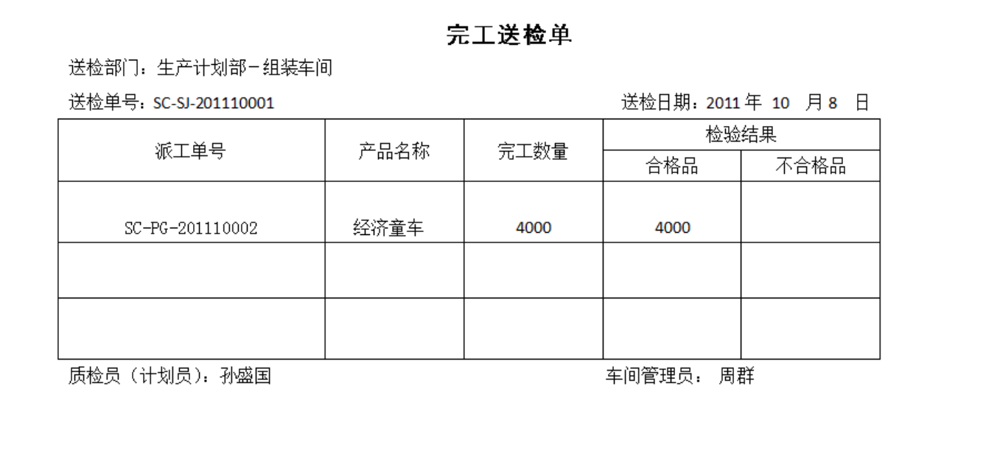 完工送检单
送检部门：生产计划部－组装车间
送检单号：SC-SJ-201110001 送检日期：2011 年 10 月 8 日
派工单号 产品名称 完工数量 检验结果
合格品 不合格品
SC-PG-201110002 经济童车 4000 4000
质检员（计划员）：孙盛国 车间管理员： 周群